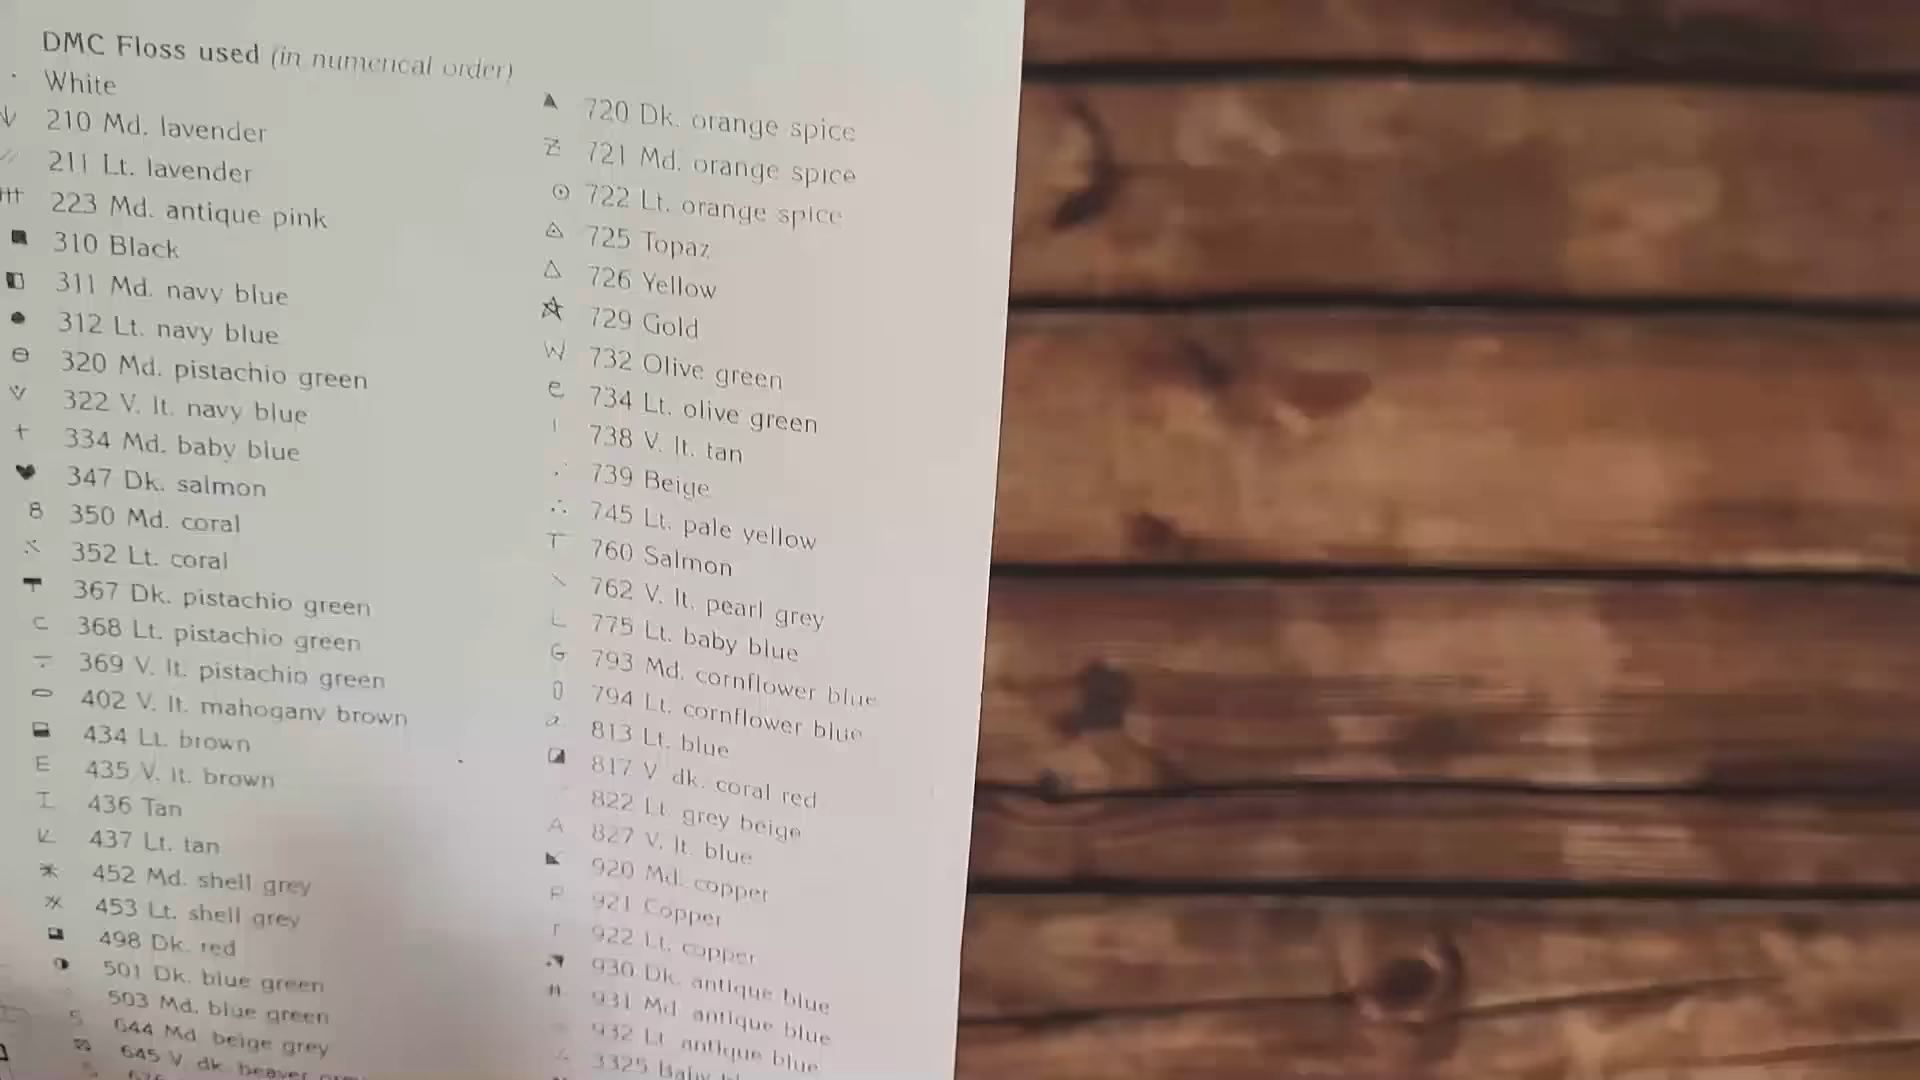 DMC Floss used (in numerical order)
White
210 Md. lavender
211 Lt. lavender
223 Md. antique pink
310 Black
311 Md. navy blue
312 Lt. navy blue
320 Md. pistachio green
322 V. lt. navy blue
334 Md. baby blue
347 Dk. salmon
8 350 Md. coral
352 Lt. coral
367 Dk. pistachio green
C 368 Lt. pistachio green
369 V. lt. pistachio green
402 V. lt. mahogany brown
434 Lt. brown
E 435 V. lt. brown
I 436 Tan
437 Lt. tan
452 Md. shell grey
453 Lt. shell grey
498 Dk. red
501 Dk. blue green
503 Md. blue green
S 644 Md. beige grey
645 V dk. beaver
720 Dk. orange spice
Z 721 Md. orange spice
722 Lt. orange spice
725 Topaz
726 Yellow
729 Gold
W 732 Olive green
e 734 Lt. olive green
738 V. lt. tan
739 Beige
745 Lt. pale yellow
T 760 Salmon
762 V. lt. pearl grey
L 775 Lt. baby blue
G 793 Md. cornflower blue
0 794 Lt. cornflower blue
a 813 Lt. blue
817 V dk. coral red
822 Lt. grey beige
A 827 V. lt. blue
920 Md. copper
P 921 Copper
r 922 Lt. copper
930 Dk. antique blue
931 Md antique blue
932 Lt antique blue
3325 Baby